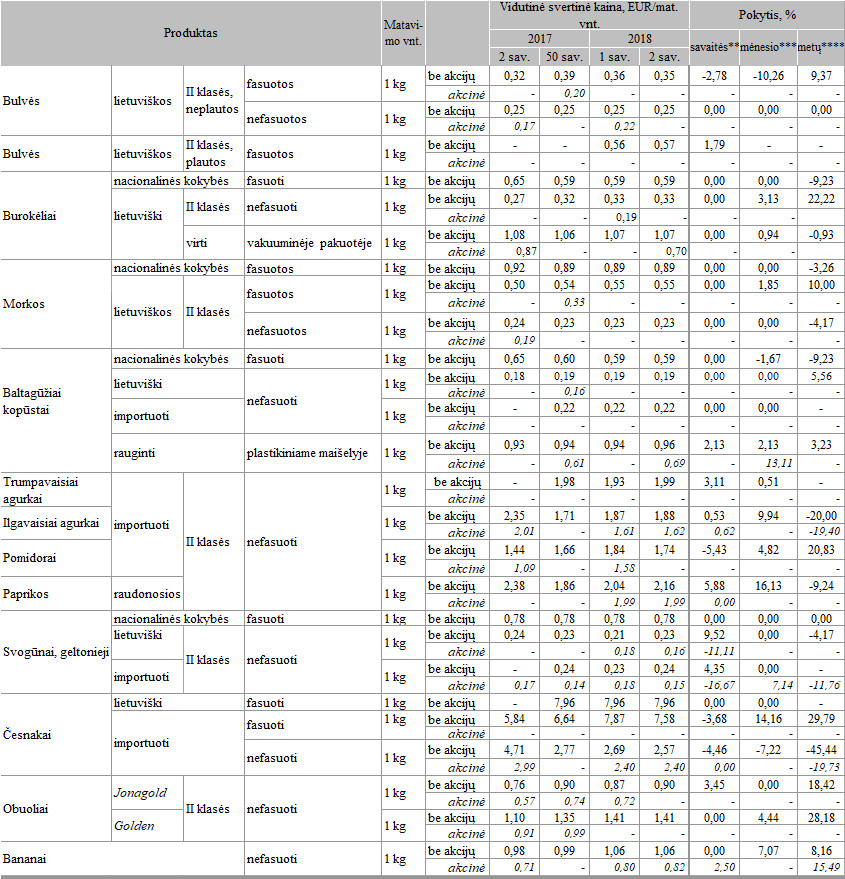 Produktas Matavi-mo vnt. Vidutinė svertinė kaina, EUR/mat. vnt. Pokytis, %
2017 2018 savaitės** mėnesio*** metų****
2 sav. 50 sav. 1 sav. 2 sav.
Bulvės lietuviškos II klasės, neplautos fasuotos 1 kg be akcijų 0,32 0,39 0,36 0,35 -2,78 -10,26 9,37
akcinė - 0,20 - - - - -
nefasuotos 1 kg be akcijų 0,25 0,25 0,25 0,25 0,00 0,00 0,00
akcinė 0,17 - 0,22 - - - -
Bulvės lietuviškos II klasės, plautos fasuotos 1 kg be akcijų - - 0,56 0,57 1,79 - -
akcinė - - - - - - -
Burokėliai nacionalinės kokybės fasuoti 1 kg be akcijų 0,65 0,59 0,59 0,59 0,00 0,00 -9,23
lietuviški II klasės nefasuoti 1 kg be akcijų 0,27 0,32 0,33 0,33 0,00 3,13 22,22
akcinė - - 0,19 - - - -
virti vakuuminėje pakuotėje 1 kg be akcijų 1,08 1,06 1,07 1,07 0,00 0,94 -0,93
akcinė 0,87 - - 0,70 - - -
Morkos nacionalinės kokybės fasuotos 1 kg be akcijų 0,92 0,89 0,89 0,89 0,00 0,00 -3,26
lietuviškos II klasės fasuotos 1 kg be akcijų 0,50 0,54 0,55 0,55 0,00 1,85 10,00
akcinė - 0,33 - - - - -
nefasuotos 1 kg be akcijų 0,24 0,23 0,23 0,23 0,00 0,00 -4,17
akcinė 0,19 - - - - - -
Baltagūžiai kopūstai nacionalinės kokybės fasuoti 1 kg be akcijų 0,65 0,60 0,59 0,59 0,00 -1,67 -9,23
lietuviški nefasuoti 1 kg be akcijų 0,18 0,19 0,19 0,19 0,00 0,00 5,56
akcinė - 0,16 - - - - -
importuoti 1 kg be akcijų - 0,22 0,22 0,22 0,00 0,00 -
akcinė - - - - - - -
rauginti plastikiniame maišelyje 1 kg be akcijų 0,93 0,94 0,94 0,96 2,13 2,13 3,23
akcinė - 0,61 - 0,69 - 13,11 -
Trumpavaisiai agurkai importuoti II klasės nefasuoti 1 kg be akcijų - 1,98 1,93 1,99 3,11 0,51 -
akcinė - - - - - - -
Ilgavaisiai agurkai 1 kg be akcijų 2,35 1,71 1,87 1,88 0,53 9,94 -20,00
akcinė 2,01 - 1,61 1,62 0,62 - -19,40
Pomidorai 1 kg be akcijų 1,44 1,66 1,84 1,74 -5,43 4,82 20,83
akcinė 1,09 - 1,58 - - - -
Paprikos raudonosios 1 kg be akcijų 2,38 1,86 2,04 2,16 5,88 16,13 -9,24
akcinė - - 1,99 1,99 0,00 - -
Svogūnai, geltonieji nacionalinės kokybės fasuoti 1 kg be akcijų 0,78 0,78 0,78 0,78 0,00 0,00 0,00
lietuviški II klasės nefasuoti 1 kg be akcijų 0,24 0,23 0,21 0,23 9,52 - -4,17
akcinė - - 0,18 0,16 -11,11 - -
importuoti 1 kg be akcijų - 0,24 0,23 0,24 4,35 0,00 -
akcinė 0,17 0,14 0,18 0,15 -16,67 7,14 -11,76
Česnakai lietuviški fasuoti 1 kg be akcijų - 7,96 7,96 7,96 0,00 0,00 -
importuoti fasuoti 1 kg be akcijų 5,84 6,64 7,87 7,58 -3,68 14,16 29,79
akcinė - - - - - - -
nefasuoti 1 kg be akcijų 4,71 2,77 2,69 2,57 -4,46 -7,22 -45,44
akcinė 2,99 - 2,40 2,40 0,00 - -19,73
Obuoliai Jonagold II klasės nefasuoti 1 kg be akcijų 0,76 0,90 0,87 0,90 3,45 0,00 18,42
akcinė 0,57 0,74 0,72 - - - -
Golden 1 kg be akcijų 1,10 1,35 1,41 1,41 0,00 4,44 28,18
akcinė 0,91 0,99 - - - - -
Bananai nefasuoti 1 kg be akcijų 0,98 0,99 1,06 1,06 0,00 7,07 8,16
akcinė 0,71 - 0,80 0,82 2,50 - 15,49